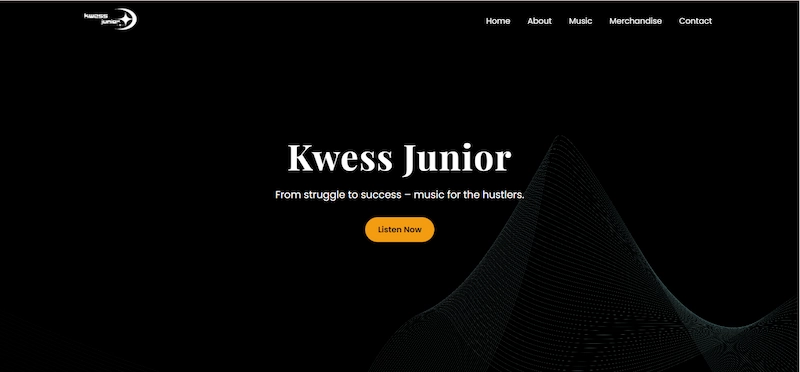 kwess
junior
Home About Music Merchandise Contact
Kwess Junior
From struggle to success – music for the hustlers.
Listen Now